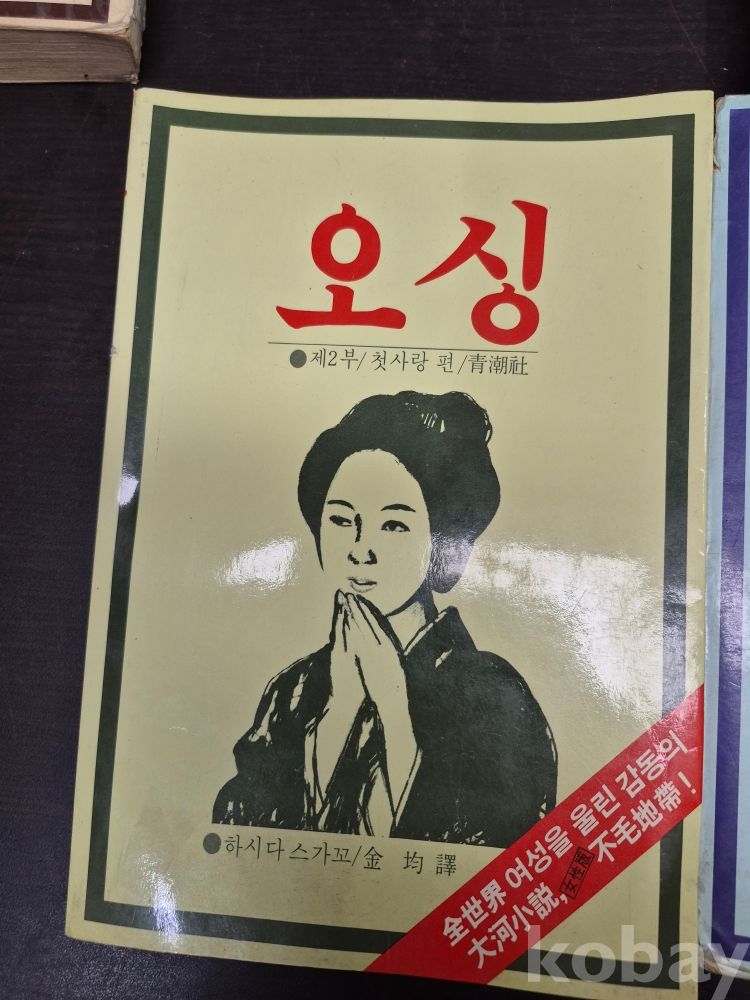 오싱
●제2부/첫사랑 편/靑潮社
●하시다 스가꼬/金 均 譯
全世界 여성을 울린 감동의
大河小說, 女性版 不毛地帶!
kobay